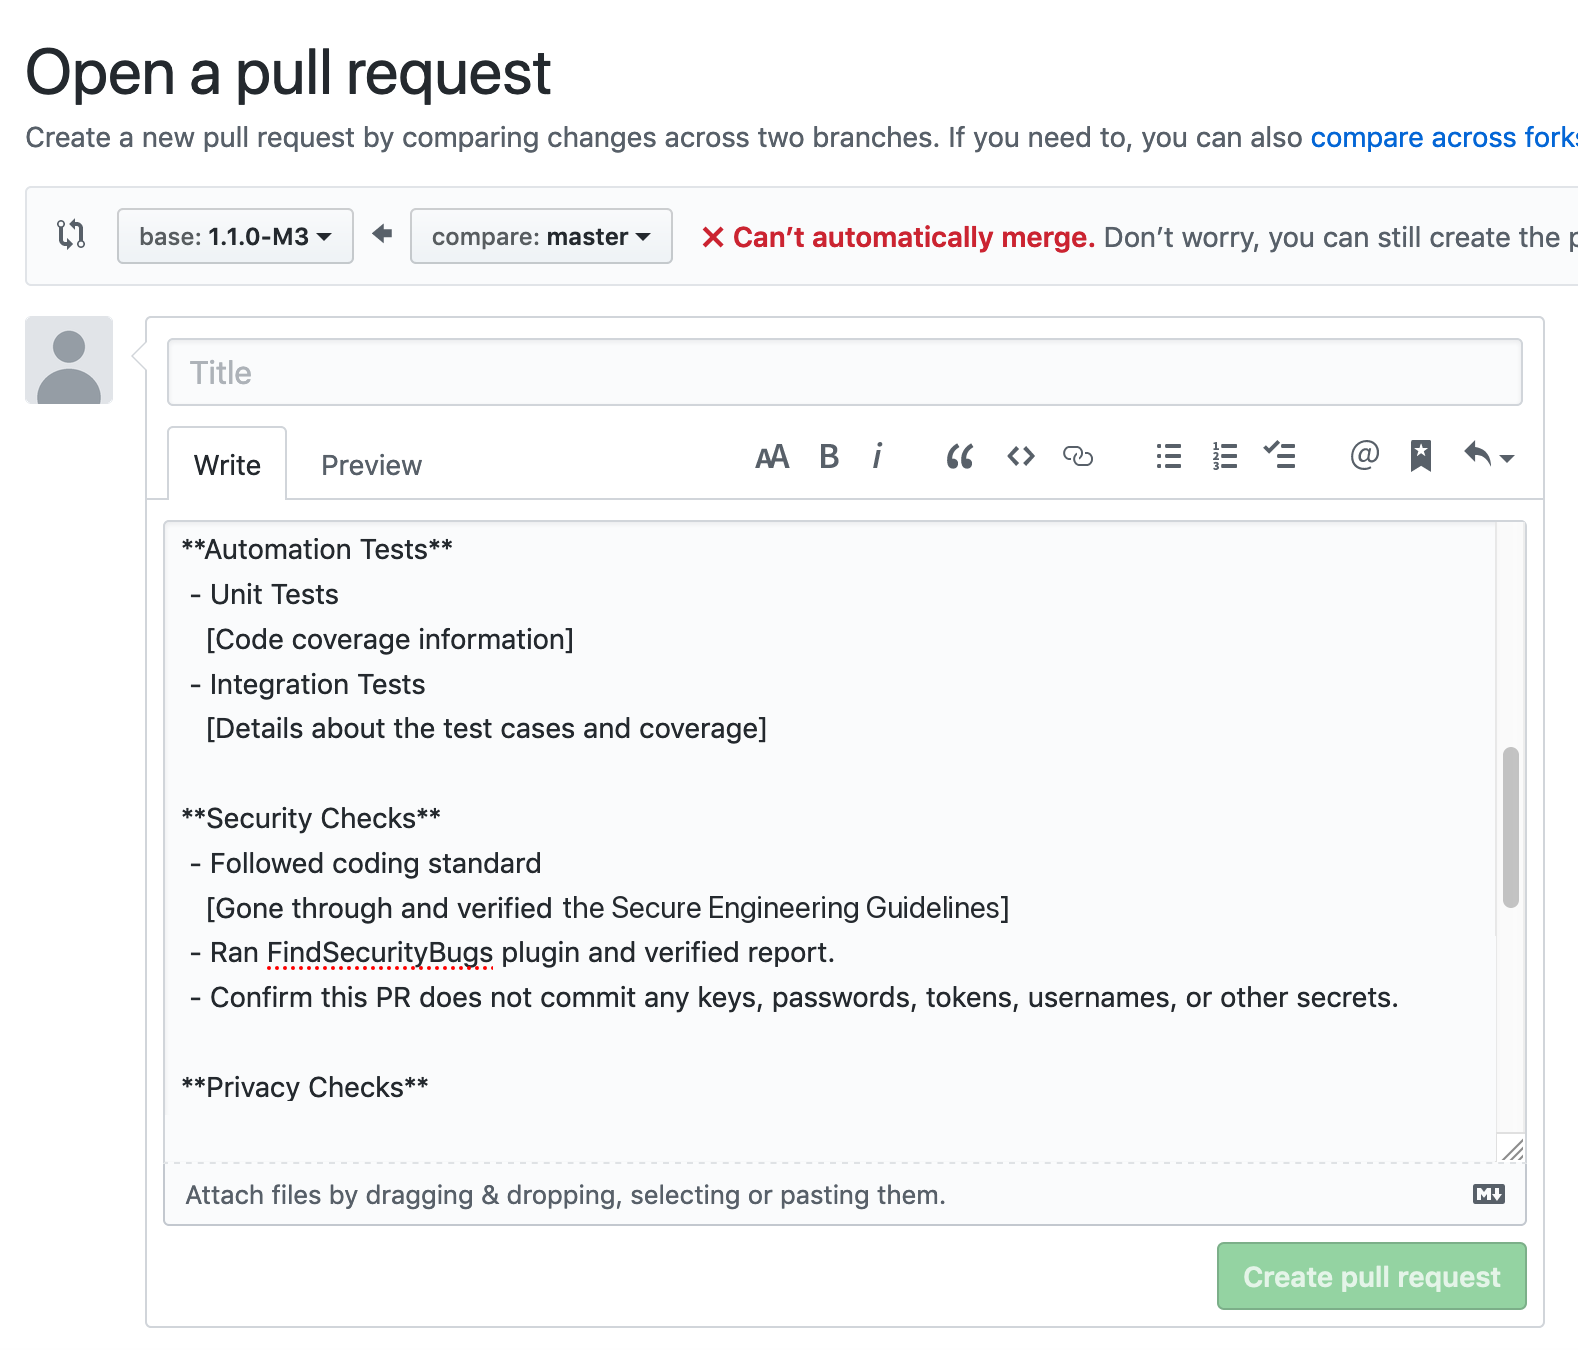 Open a pull request
Create a new pull request by comparing changes across two branches. If you need to, you can also compare across forks
base: 1.1.0-M3 compare: master Can’t automatically merge. Don’t worry, you can still create the
Title
Write Preview AA B i
**Automation Tests**
- Unit Tests
[Code coverage information]
- Integration Tests
[Details about the test cases and coverage]
**Security Checks**
- Followed coding standard
[Gone through and verified the Secure Engineering Guidelines]
- Ran FindSecurityBugs plugin and verified report.
- Confirm this PR does not commit any keys, passwords, tokens, usernames, or other secrets.
**Privacy Checks**
Attach files by dragging & dropping, selecting or pasting them.
M
Create pull request